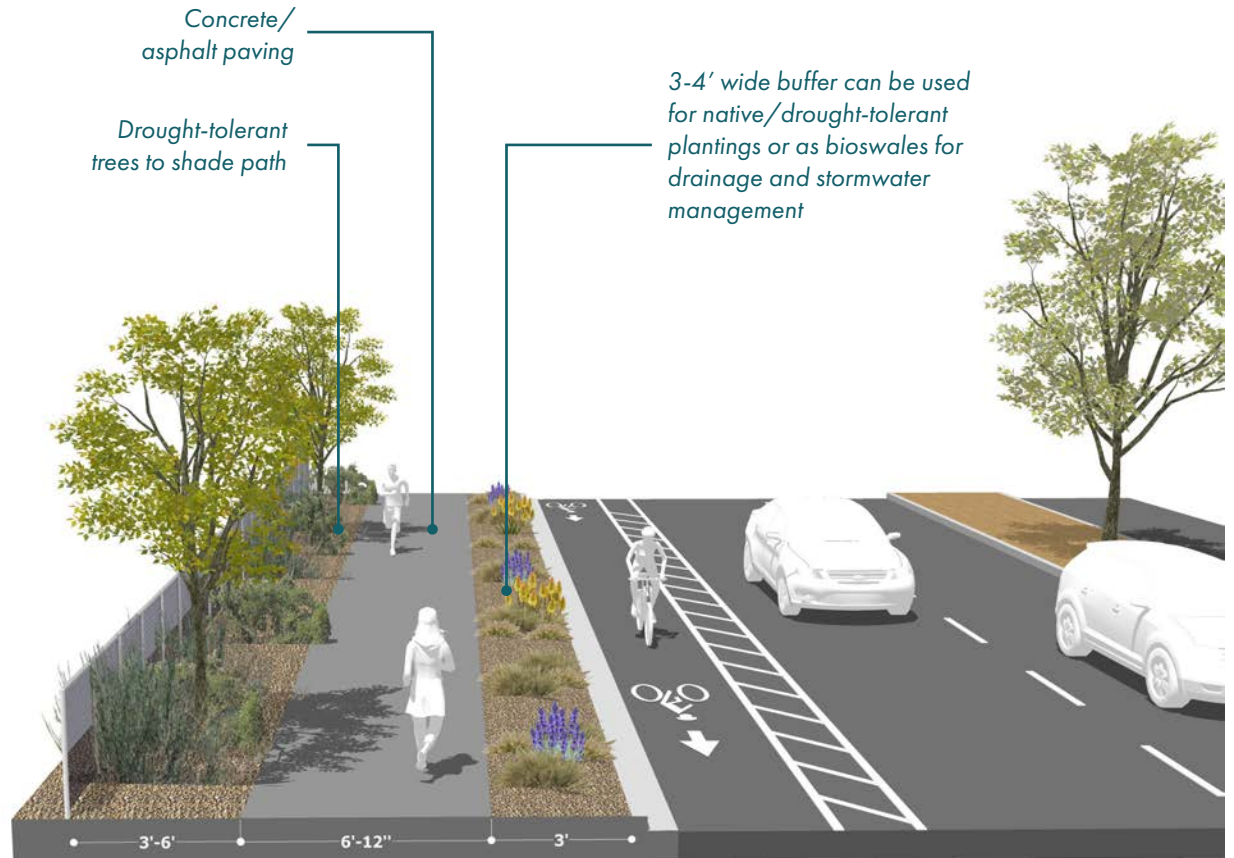 Concrete/
asphalt paving
Drought-tolerant
trees to shade path
3-4’ wide buffer can be used
for native/drought-tolerant
plantings or as bioswales for
drainage and stormwater
management
3'-6' 6'-12" 3'